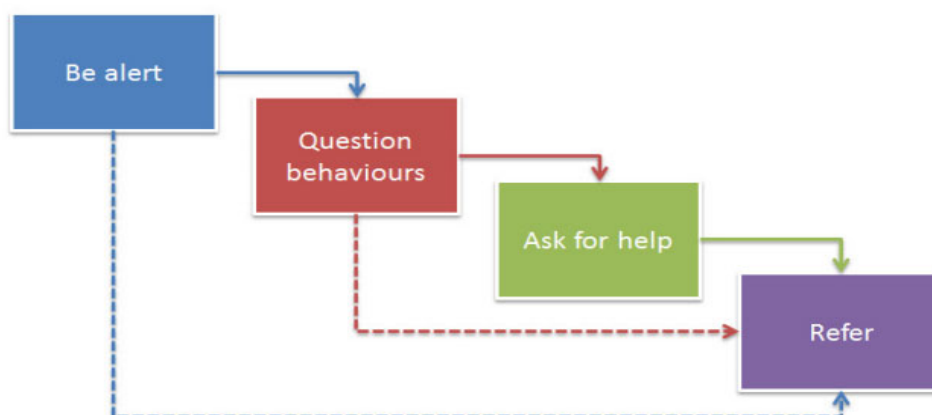 Be alert
Question
behaviours
Ask for help
Refer